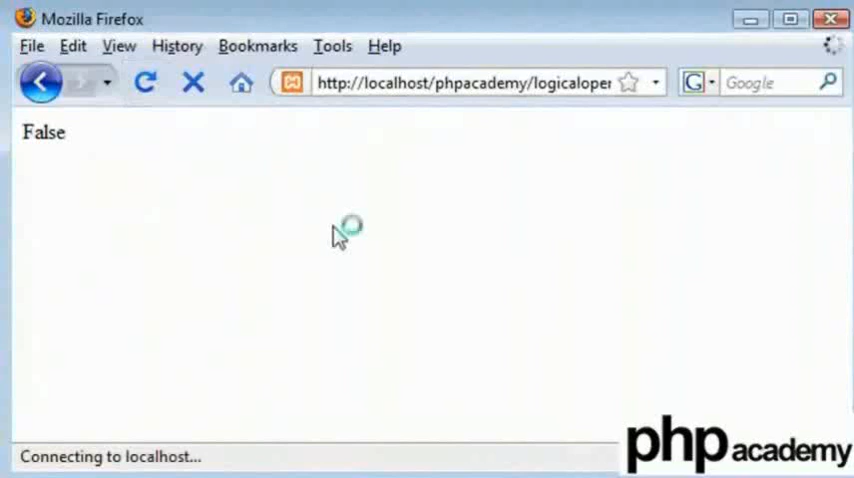 Mozilla Firefox
File Edit View History Bookmarks Tools Help
http://localhost/phpacademy/logicaloper G Google
False
Connecting to localhost...
php academy